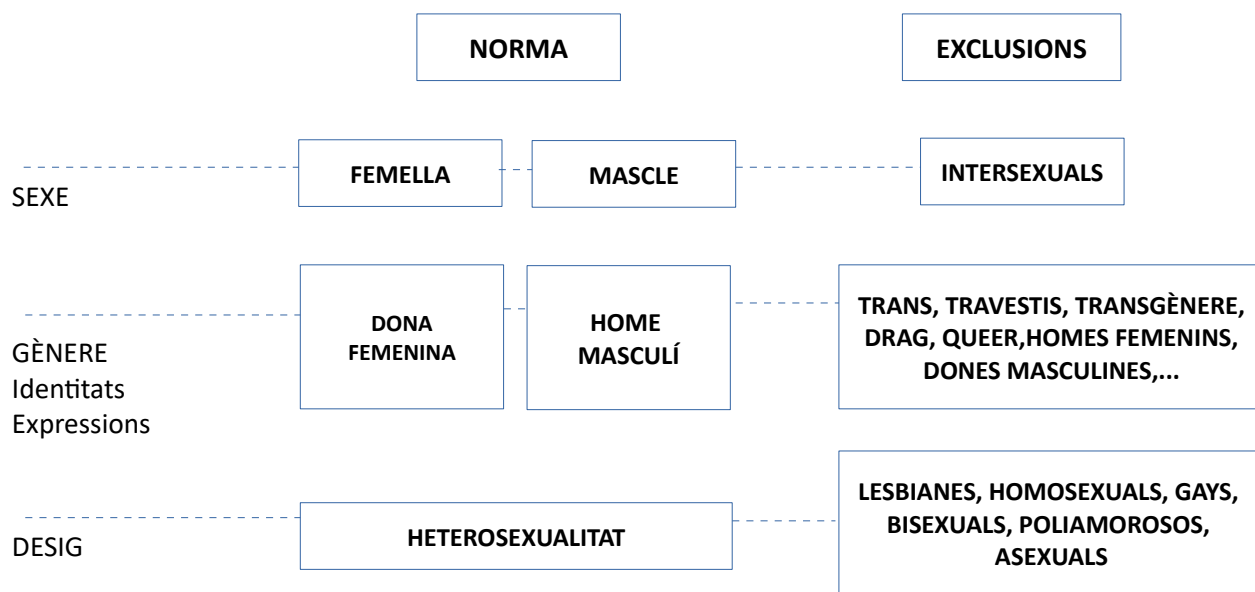 NORMA
EXCLUSIONS
SEXE
FEMELLA
MASCLE
INTERSEXUALS
GÈNERE
Identitats
Expressions
DONA
FEMENINA
HOME
MASCULÍ
TRANS, TRAVESTIS, TRANSGÈNERE,
DRAG, QUEER,HOMES FEMENINS,
DONES MASCULINES,...
DESIG
HETEROSEXUALITAT
LESBIANES, HOMOSEXUALS, GAYS,
BISEXUALS, POLIAMOROSOS,
ASEXUALS